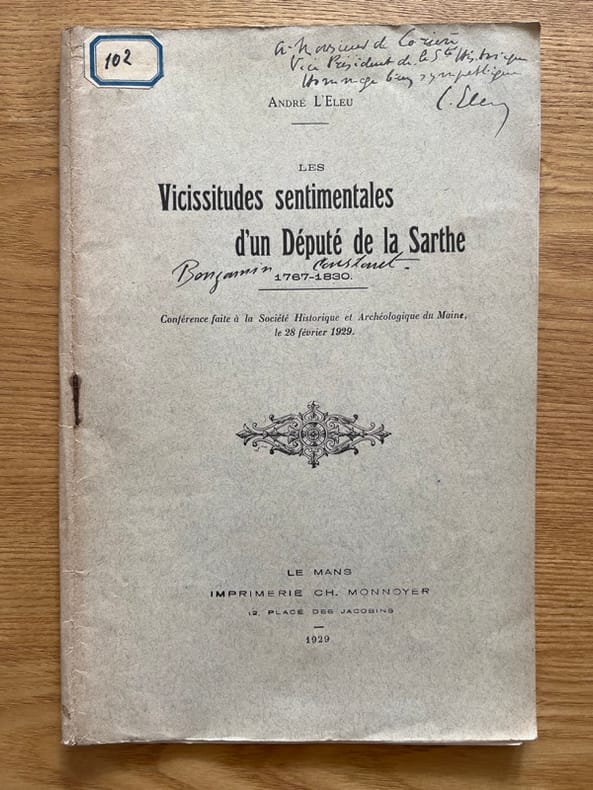 102
A Monsieur de
Vice Président de la Sté Historique
Hommage bien sympathique
ANDRÉ L'ELEU
LES
Vicissitudes sentimentales
d'un Député de la Sarthe
Benjamin Constant.
1767-1830.
Conférence faite à la Société Historique et Archéologique du Maine,
le 28 février 1929.
LE MANS
IMPRIMERIE CH. MONNOYER
12, PLACE DES JACOBINS
1929